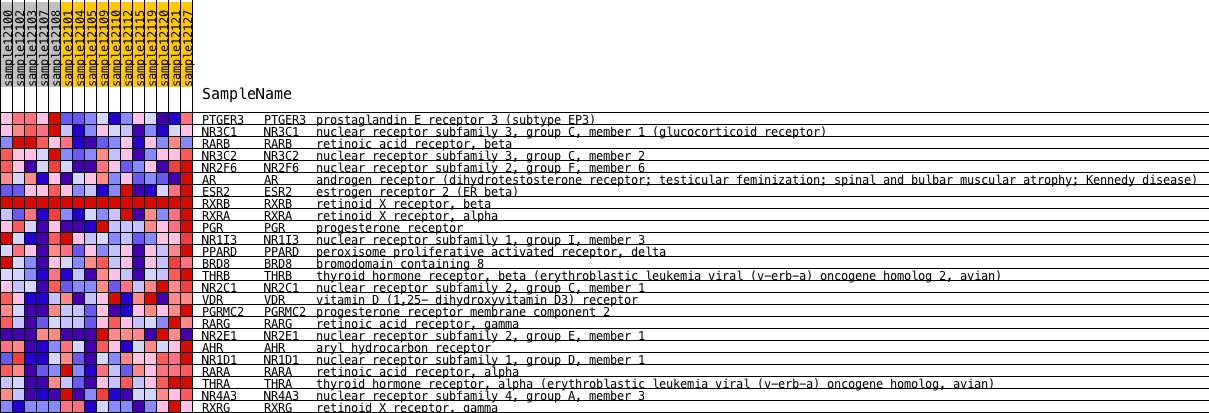 sample12100
sample12102
sample12103
sample12107
sample12108
sample12101
sample12104
sample12105
sample12109
sample12110
sample12112
sample12115
sample12119
sample12120
sample12121
sample12127
SampleName
PTGER3 PTGER3 prostaglandin E receptor 3 (subtype EP3)
NR3C1 NR3C1 nuclear receptor subfamily 3, group C, member 1 (glucocorticoid receptor)
RARB RARB retinoic acid receptor, beta
NR3C2 NR3C2 nuclear receptor subfamily 3, group C, member 2
NR2F6 NR2F6 nuclear receptor subfamily 2, group F, member 6
AR AR androgen receptor (dihydrotestosterone receptor; testicular feminization; spinal and bulbar muscular atrophy; Kennedy disease)
ESR2 ESR2 estrogen receptor 2 (ER beta)
RXRB RXRB retinoid X receptor, beta
RXRA RXRA retinoid X receptor, alpha
PGR PGR progesterone receptor
NR1I3 NR1I3 nuclear receptor subfamily 1, group I, member 3
PPARD PPARD peroxisome proliferative activated receptor, delta
BRD8 BRD8 bromodomain containing 8
THRB THRB thyroid hormone receptor, beta (erythroblastic leukemia viral (v-erb-a) oncogene homolog 2, avian)
NR2C1 NR2C1 nuclear receptor subfamily 2, group C, member 1
VDR VDR vitamin D (1,25- dihydroxyvitamin D3) receptor
PGRMC2 PGRMC2 progesterone receptor membrane component 2
RARG RARG retinoic acid receptor, gamma
NR2E1 NR2E1 nuclear receptor subfamily 2, group E, member 1
AHR AHR aryl hydrocarbon receptor
NR1D1 NR1D1 nuclear receptor subfamily 1, group D, member 1
RARA RARA retinoic acid receptor, alpha
THRA THRA thyroid hormone receptor, alpha (erythroblastic leukemia viral (v-erb-a) oncogene homolog, avian)
NR4A3 NR4A3 nuclear receptor subfamily 4, group A, member 3
RXRG RXRG retinoid X receptor, gamma